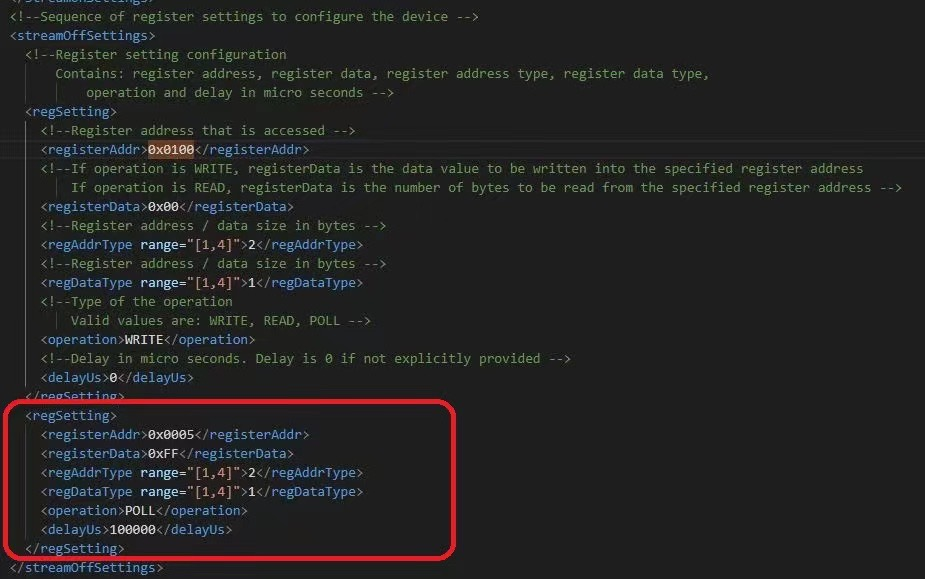 <!--Sequence of register settings to configure the device -->
<streamOffSettings>
<!--Register setting configuration
Contains: register address, register data, register address type, register data type,
operation and delay in micro seconds -->
<regSetting>
<!--Register address that is accessed -->
<registerAddr>0x0100</registerAddr>
<!--If operation is WRITE, registerData is the data value to be written into the specified register address
If operation is READ, registerData is the number of bytes to be read from the specified register address -->
<registerData>0x00</registerData>
<!--Register address / data size in bytes -->
<regAddrType range="[1,4]">2</regAddrType>
<!--Register address / data size in bytes -->
<regDataType range="[1,4]">1</regDataType>
<!--Type of the operation
Valid values are: WRITE, READ, POLL -->
<operation>WRITE</operation>
<!--Delay in micro seconds. Delay is 0 if not explicitly provided -->
<delayUs>0</delayUs>
</regSetting>
<regSetting>
<registerAddr>0x0005</registerAddr>
<registerData>0xFF</registerData>
<regAddrType range="[1,4]">2</regAddrType>
<regDataType range="[1,4]">1</regDataType>
<operation>POLL</operation>
<delayUs>100000</delayUs>
</regSetting>
</streamOffSettings>